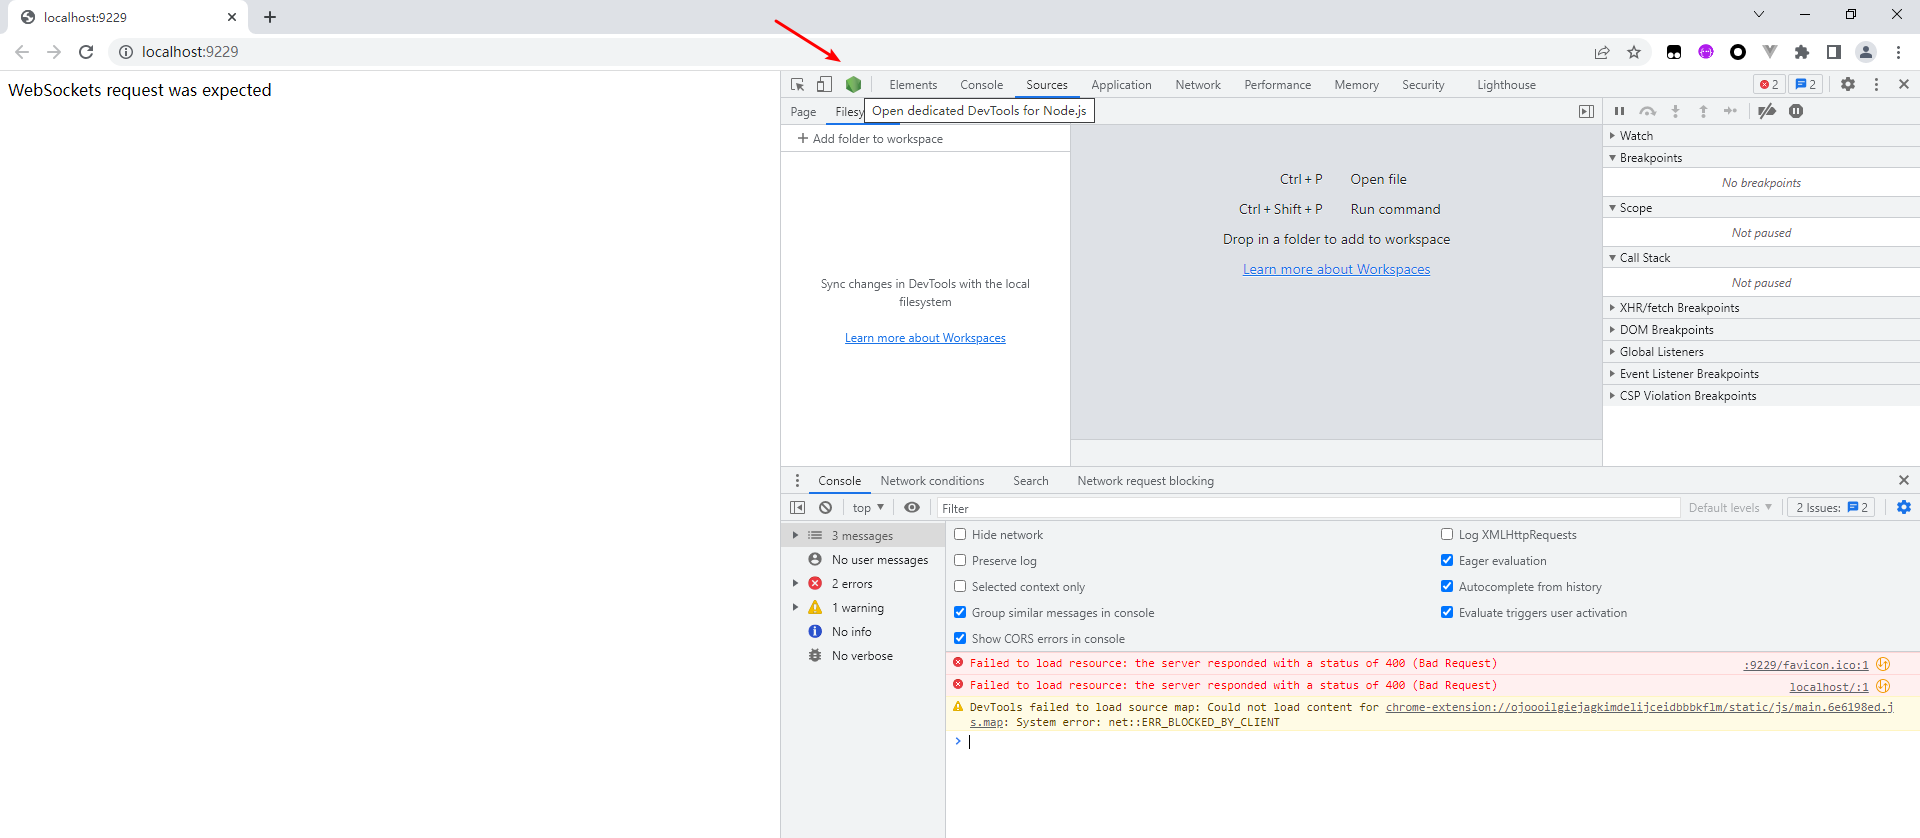 localhost:9229
localhost:9229
WebSockets request was expected
Elements Console Sources Application Network Performance Memory Security Lighthouse 2 2
Page Filesy
Open dedicated DevTools for Node.js
+ Add folder to workspace
Sync changes in DevTools with the local
filesystem
Learn more about Workspaces
Ctrl + P Open file
Ctrl + Shift + P Run command
Drop in a folder to add to workspace
Learn more about Workspaces
Watch
Breakpoints
No breakpoints
Scope
Not paused
Call Stack
Not paused
XHR/fetch Breakpoints
DOM Breakpoints
Global Listeners
Event Listener Breakpoints
CSP Violation Breakpoints
Console Network conditions Search Network request blocking
top Filter Default levels 2 Issues: 2
3 messages
No user messages
2 errors
1 warning
No info
No verbose
Hide network Log XMLHttpRequests
Preserve log Eager evaluation
Selected context only Autocomplete from history
Group similar messages in console Evaluate triggers user activation
Show CORS errors in console
Failed to load resource: the server responded with a status of 400 (Bad Request) :9229/favicon.ico:1
Failed to load resource: the server responded with a status of 400 (Bad Request) localhost/:1
DevTools failed to load source map: Could not load content for chrome-extension://ojoooilgiejagkimdelijceidbbbkflm/static/js/main.6e6198ed.j
s.map: System error: net::ERR_BLOCKED_BY_CLIENT